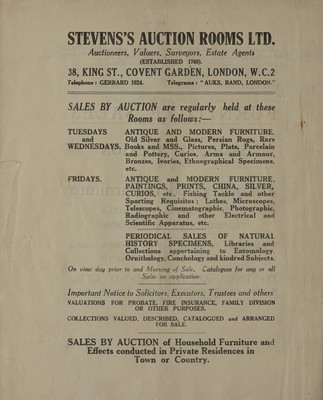 STEVENS'S AUCTION ROOMS LTD.
Auctioneers, Valuers, Surveyors, Estate Agents
(ESTABLISHED 1760).
38, KING ST., COVENT GARDEN, LONDON, W.C.2
Telephone : GERRARD 1824. Telegrams : "AUKS, RAND, LONDON."
SALES BY AUCTION are regularly held at these
Rooms as follows:—
TUESDAYS ANTIQUE AND MODERN FURNITURE,
and Old Silver and Glass, Persian Rugs, Rare
WEDNESDAYS. Books and MSS., Pictures, Plate, Porcelain
and Pottery, Curios, Arms and Armour,
Bronzes, Ivories, Ethnographical Specimens,
etc.
FRIDAYS. ANTIQUE and MODERN FURNITURE,
PAINTINGS, PRINTS, CHINA, SILVER,
CURIOS, etc., Fishing Tackle and other
Sporting Requisites : Lathes, Microscopes,
Telescopes, Cinematographic, Photographic,
Radiographic and other Electrical and
Scientific Apparatus, etc.
PERIODICAL SALES OF NATURAL
HISTORY SPECIMENS, Libraries and
Collections appertaining to Entomology,
Ornithology, Conchology and kindred Subjects.
On view day prior to and Morning of Sale. Catalogues for any or all
Sales on application.
Important Notice to Solicitors, Executors, Trustees and others
VALUATIONS FOR PROBATE, FIRE INSURANCE, FAMILY DIVISION
OR OTHER PURPOSES.
COLLECTIONS VALUED, DESCRIBED, CATALOGUED and ARRANGED
FOR SALE.
SALES BY AUCTION of Household Furniture and
Effects conducted in Private Residences in
Town or Country.